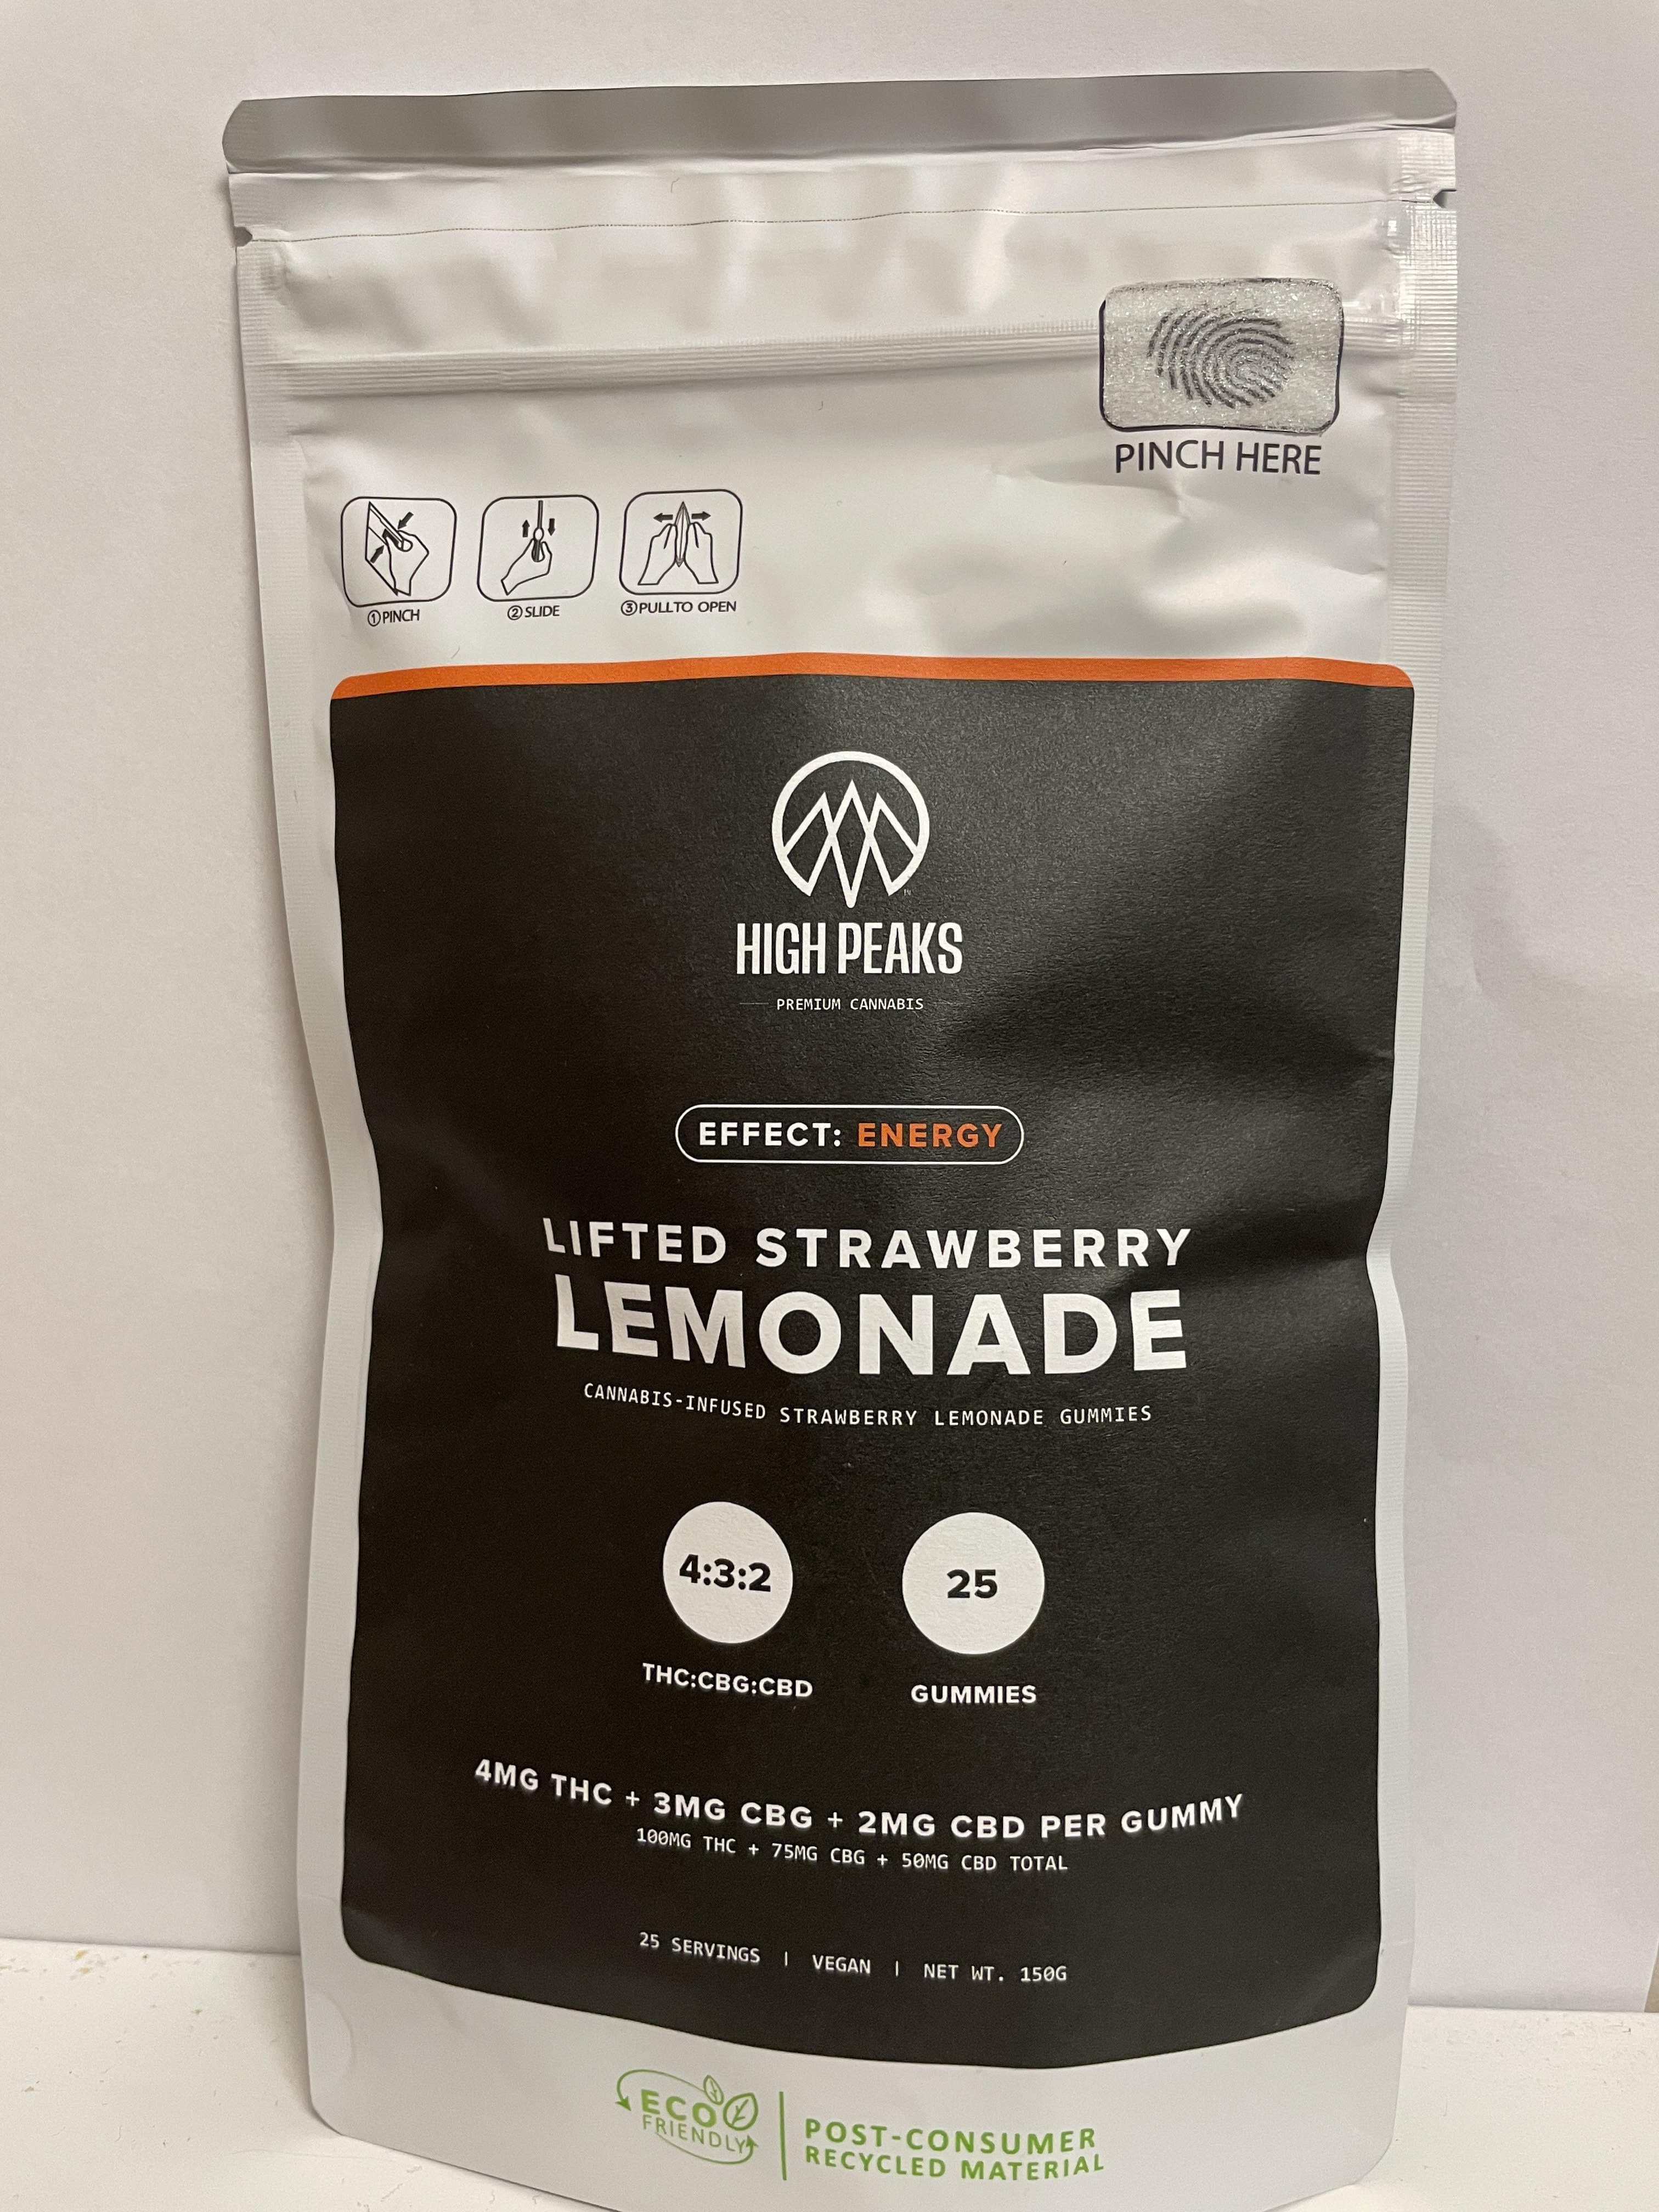 PINCH HERE
①PINCH
②SLIDE
③PULLTO OPEN
HIGH PEAKS
PREMIUM CANNABIS
EFFECT: ENERGY
LIFTED STRAWBERRY
LEMONADE
CANNABIS-INFUSED STRAWBERRY LEMONADE GUMMIES
4:3:2
THC:CBG:CBD
25
GUMMIES
4MG THC + 3MG CBG + 2MG CBD PER GUMMY
100MG THC + 75MG CBG + 50MG CBD TOTAL
25 SERVINGS | VEGAN | NET WT. 150G
ECO
FRIENDLY
POST-CONSUMER
RECYCLED MATERIAL